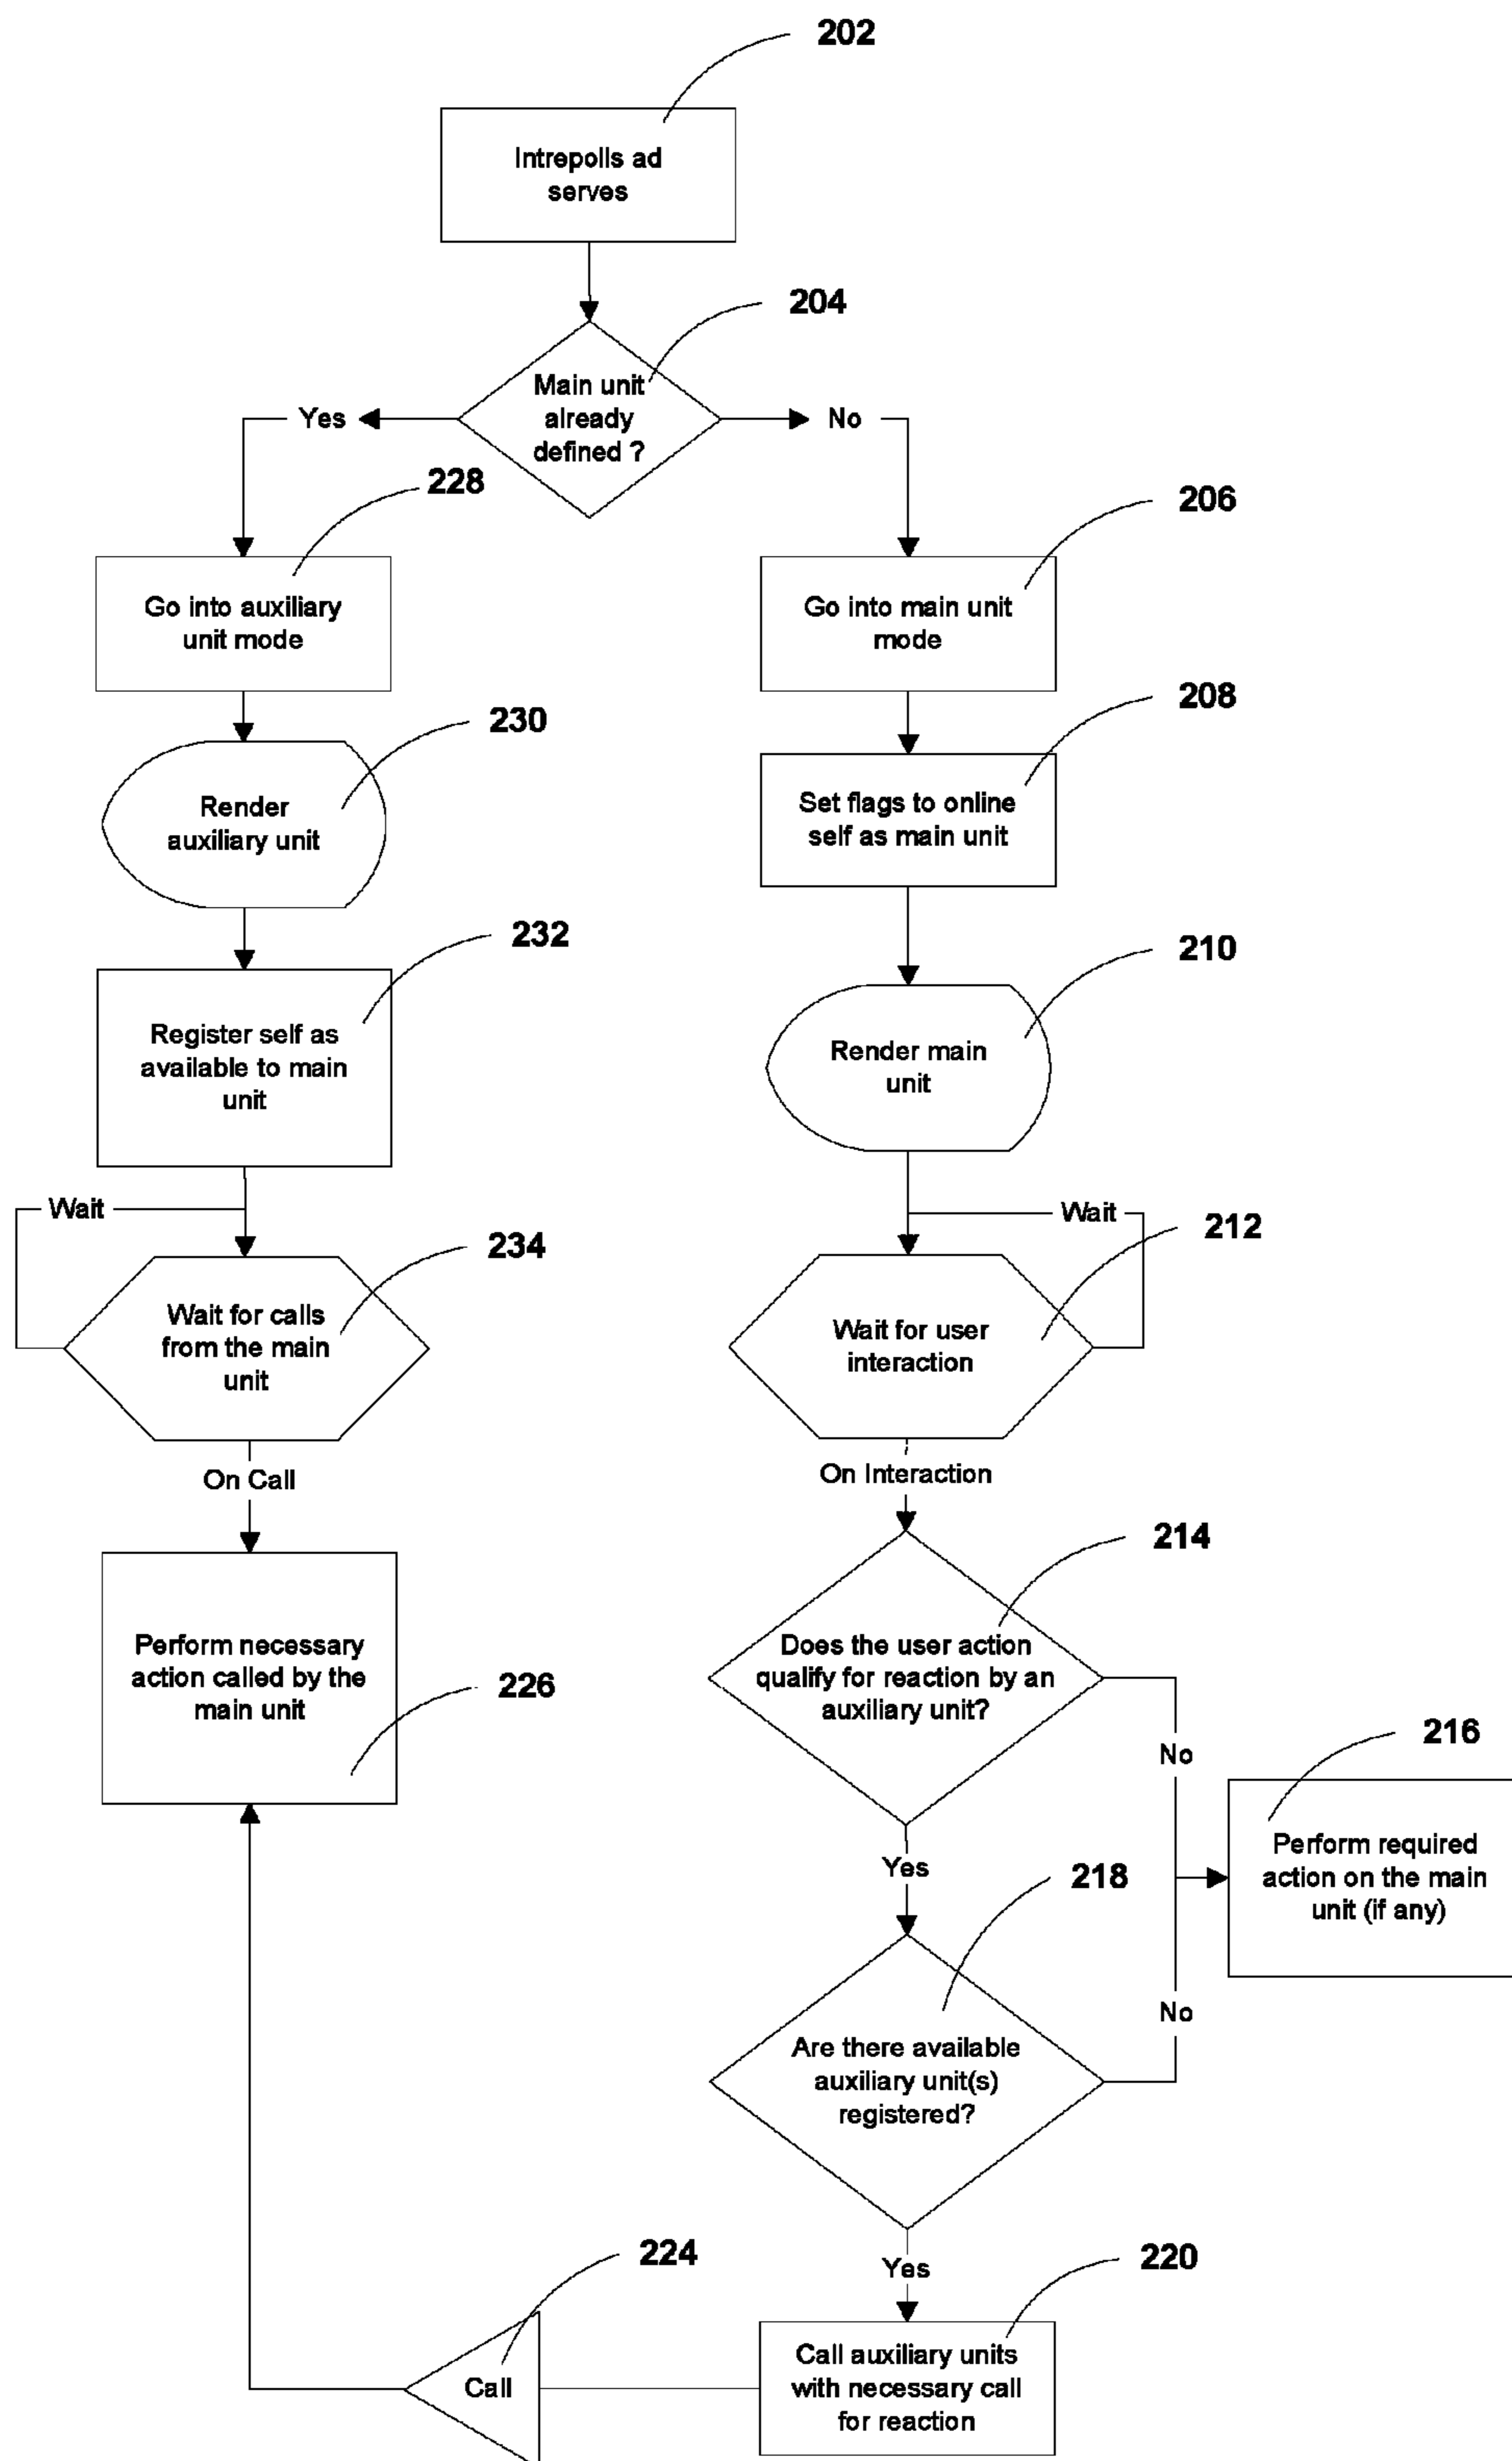 202
Intrepolls ad
serves
204
Main unit
already
defined ?
Yes
No
228
206
Go into auxiliary
unit mode
Go into main unit
mode
230
208
Render
auxiliary unit
Set flags to online
self as main unit
232
210
Register self as
available to main
unit
Render main
unit
Wait
Wait
234
212
Wait for calls
from the main
unit
Wait for user
interaction
On Call
On Interaction
214
Perform necessary
action called by the
main unit
226
Does the user action
qualify for reaction by an
auxiliary unit?
No
216
Perform required
action on the main
unit (if any)
Yes
218
No
Are there available
auxiliary unit(s)
registered?
Yes
224
220
Call
Call auxiliary units
with necessary call
for reaction